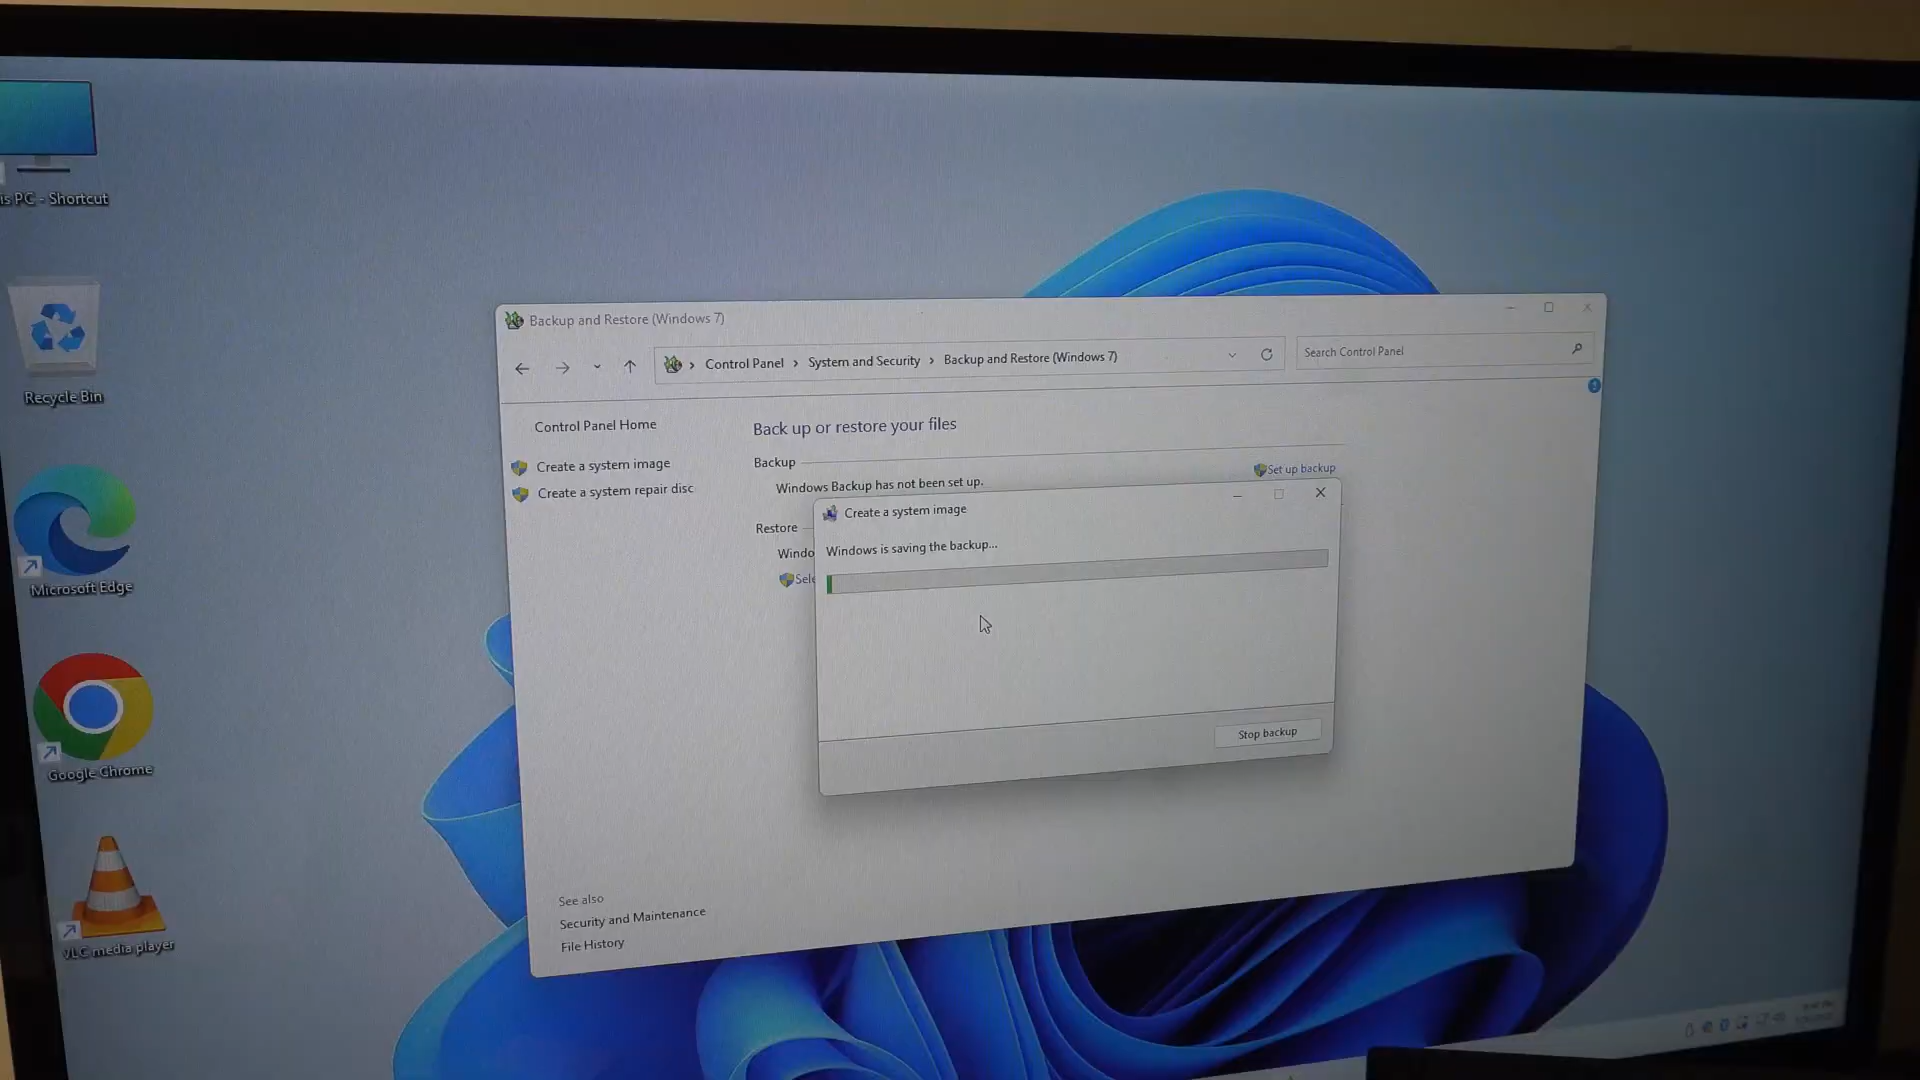 is PC - Shortcut
Recycle Bin
Microsoft Edge
Google Chrome
VLC media player
Backup and Restore (Windows 7)
Control Panel > System and Security > Backup and Restore (Windows 7)
Search Control Panel
Control Panel Home
Create a system image
Create a system repair disc
Back up or restore your files
Backup
Windows Backup has not been set up.
Set up backup
Restore
Windo
Sele
Create a system image
Windows is saving the backup...
Stop backup
See also
Security and Maintenance
File History